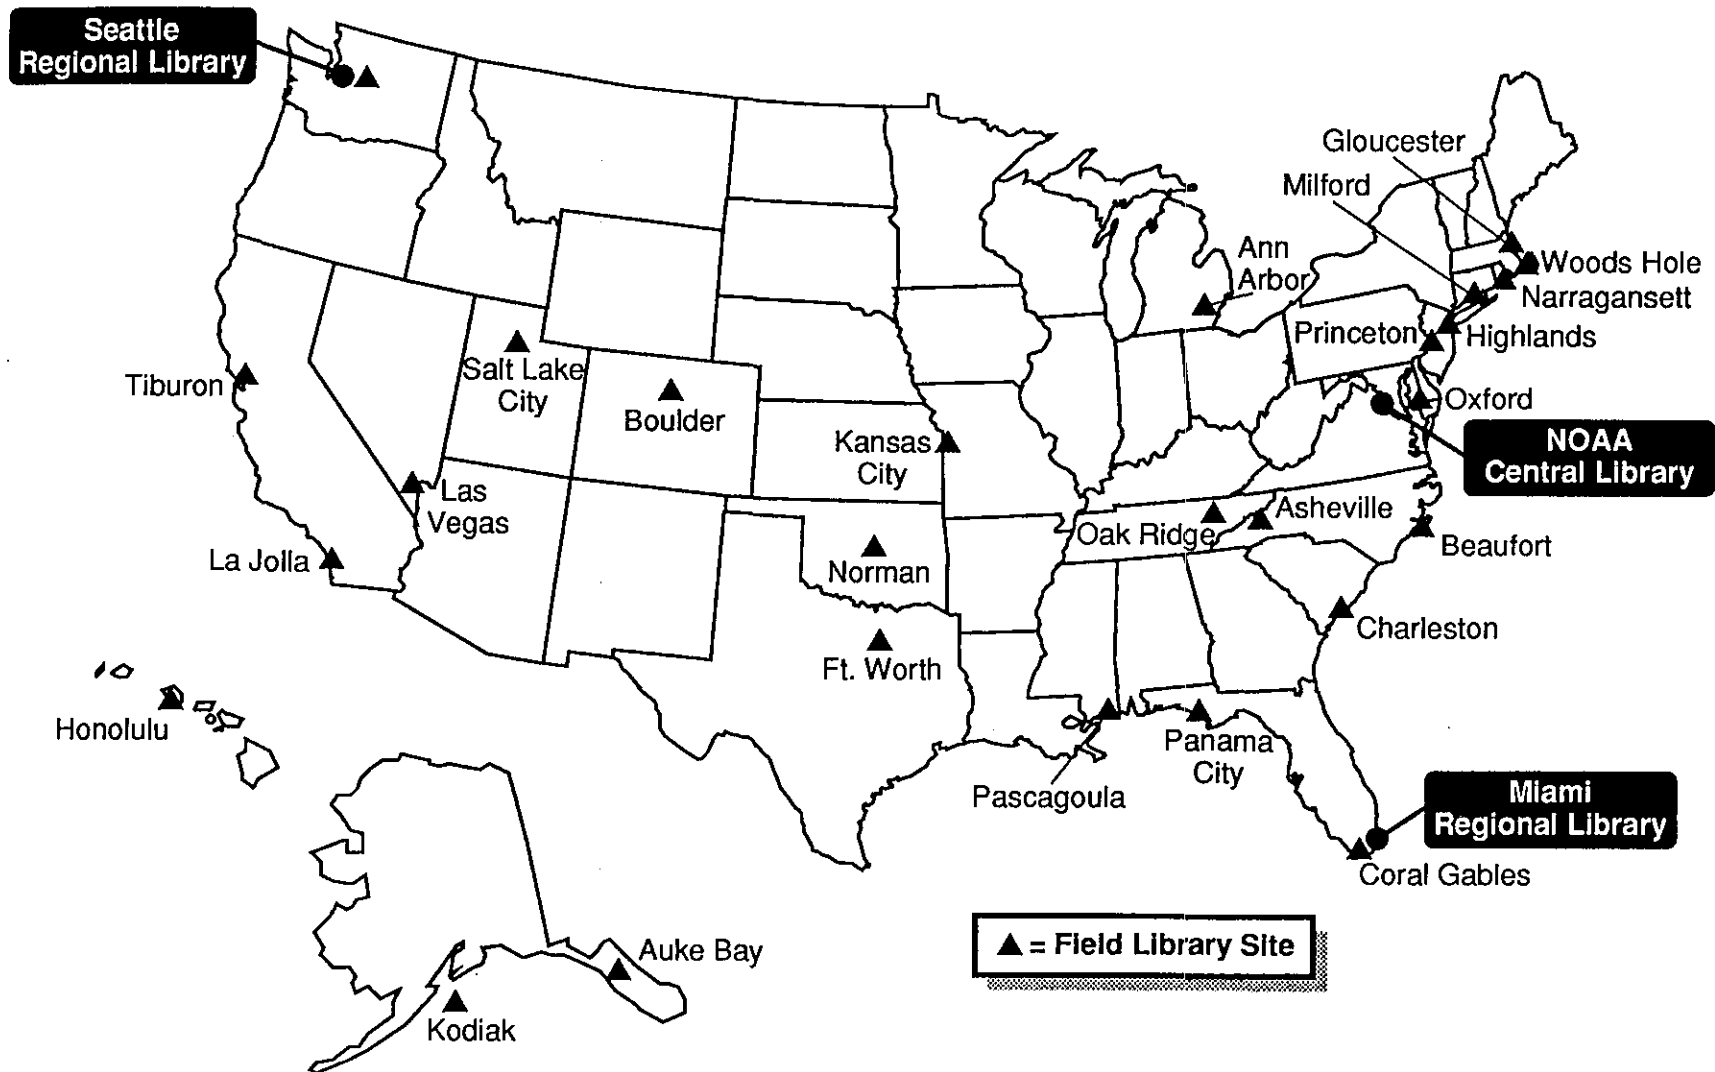 Seattle
Regional Library
Gloucester
Milford
Ann
Arbor
Woods Hole
Narragansett
Princeton
Highlands
Tiburon
Salt Lake
City
Boulder
Oxford
Kansas
City
NOAA
Central Library
Las
Vegas
Asheville
Oak Ridge
Beaufort
La Jolla
Norman
Charleston
Ft. Worth
Honolulu
Panama
City
Pascagoula
Miami
Regional Library
Coral Gables
▲ = Field Library Site
Auke Bay
Kodiak